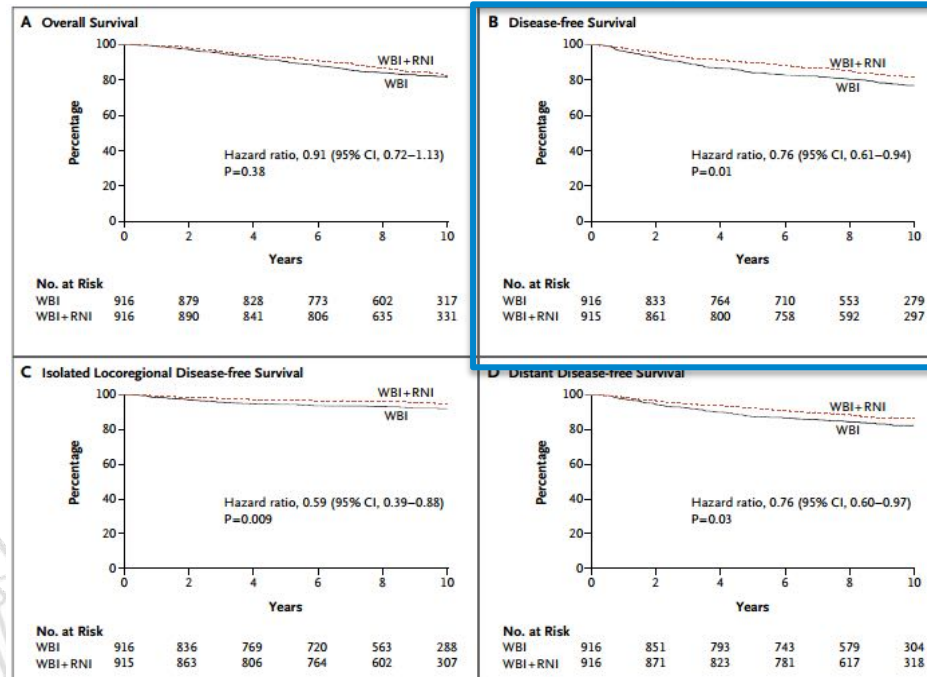 A Overall Survival
100
80
60
40
20
0
Percentage
WBI+RNI
WBI
Hazard ratio, 0.91 (95% CI, 0.72–1.13)
P=0.38
0 2 4 6 8 10
Years
No. at Risk
WBI 916 879 828 773 602 317
WBI+RNI 916 890 841 806 635 331
B Disease-free Survival
100
80
60
40
20
0
Percentage
WBI+RNI
WBI
Hazard ratio, 0.76 (95% CI, 0.61–0.94)
P=0.01
0 2 4 6 8 10
Years
No. at Risk
WBI 916 833 764 710 553 279
WBI+RNI 915 861 800 758 592 297
C Isolated Locoregional Disease-free Survival
100
80
60
40
20
0
Percentage
WBI+RNI
WBI
Hazard ratio, 0.59 (95% CI, 0.39–0.88)
P=0.009
0 2 4 6 8 10
Years
No. at Risk
WBI 916 836 769 720 563 288
WBI+RNI 915 863 806 764 602 307
D Distant Disease-free Survival
100
80
60
40
20
0
Percentage
WBI+RNI
WBI
Hazard ratio, 0.76 (95% CI, 0.60–0.97)
P=0.03
0 2 4 6 8 10
Years
No. at Risk
WBI 916 851 793 743 579 304
WBI+RNI 916 871 823 781 617 318